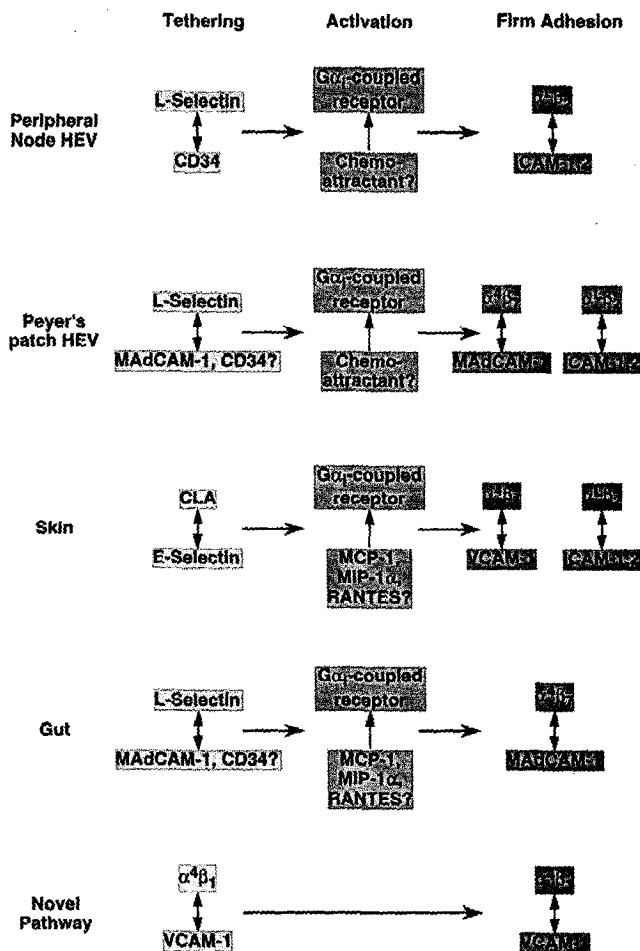 Tethering Activation Firm Adhesion
Peripheral
Node HEV
L-Selectin
CD34
Gαi-coupled
receptor
Chemo-
attractant?
Peyer's
patch HEV
L-Selectin
MAdCAM-1, CD34?
Gαi-coupled
receptor
Chemo-
attractant?
Skin
CLA
E-Selectin
Gαi-coupled
receptor
MCP-1,
MIP-1α,
RANTES?
VCAM-1
Gut
L-Selectin
MAdCAM-1, CD34?
Gαi-coupled
receptor
MCP-1,
MIP-1α,
RANTES?
MAdCAM-1
Novel
Pathway
α4β1
VCAM-1
VCAM-1